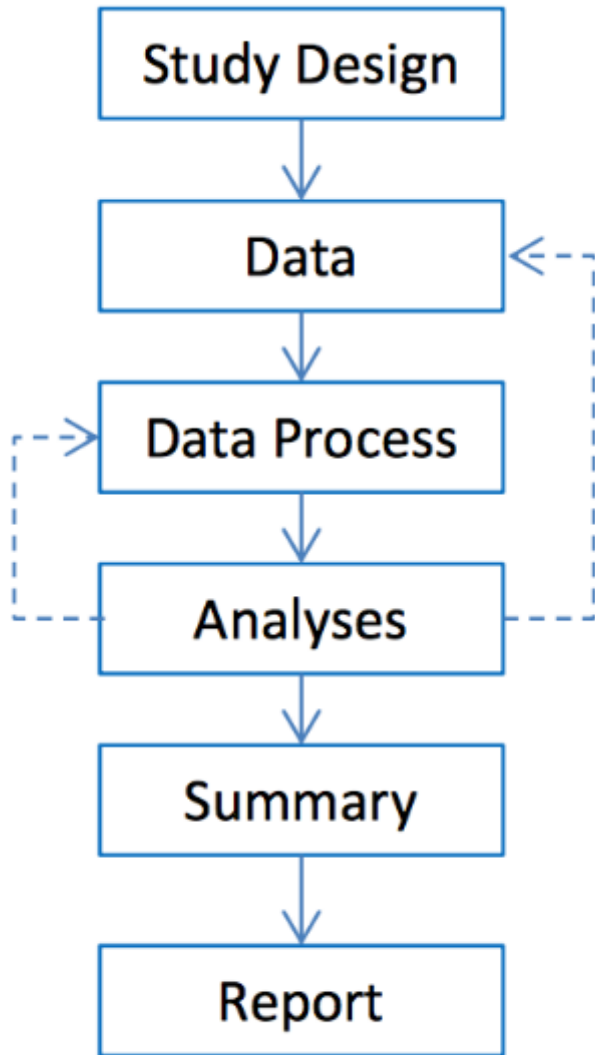 Study Design
Data
Data Process
Analyses
Summary
Report